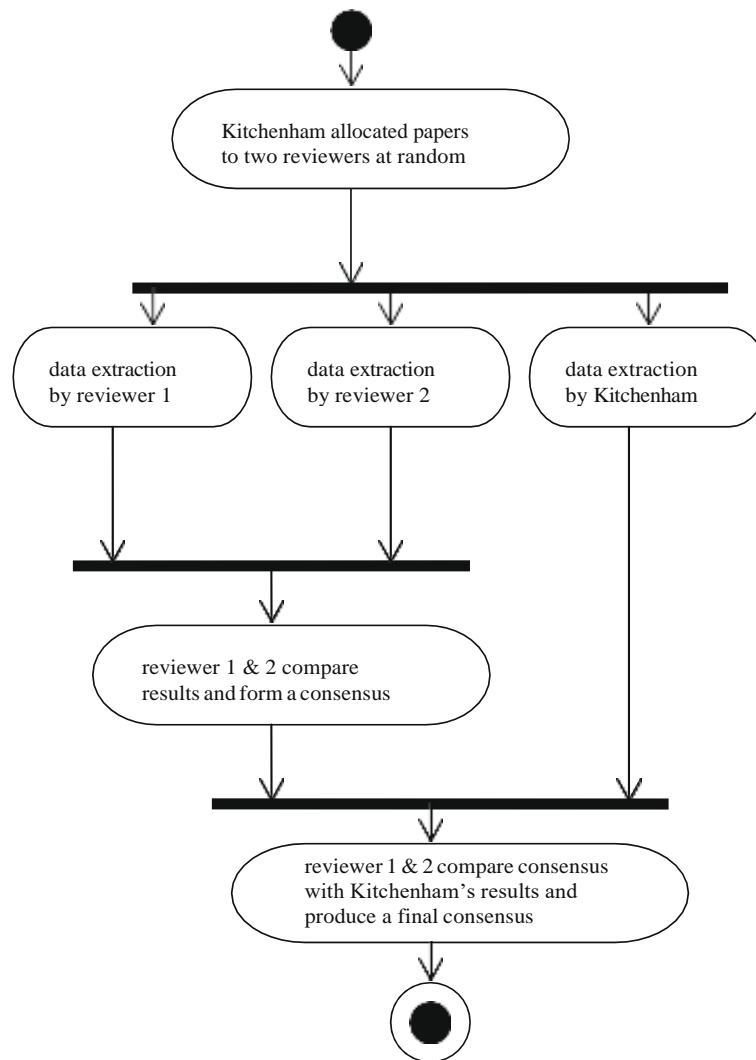 Kitchenham allocated papers
to two reviewers at random
data extraction
by reviewer 1
data extraction
by reviewer 2
data extraction
by Kitchenham
reviewer 1 & 2 compare
results and form a consensus
reviewer 1 & 2 compare consensus
with Kitchenham’s results and
produce a final consensus